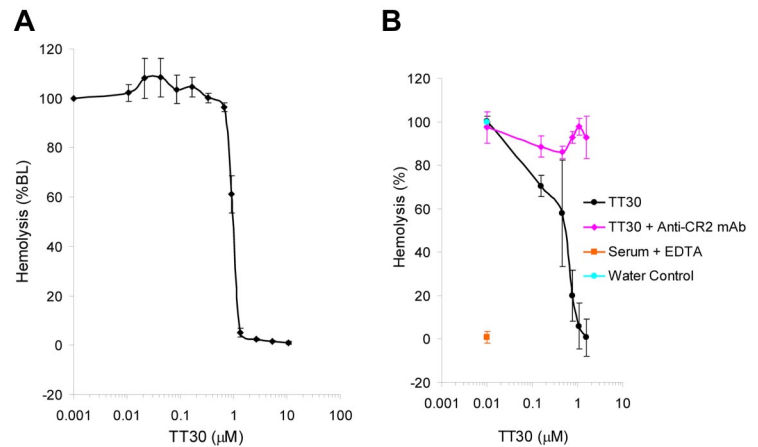 A
120
100
80
60
40
20
0
-20
Hemolysis (%BL)
0.001 0.01 0.1 1 10 100
TT30 (μM)
B
120
100
80
60
40
20
0
-20
Hemolysis (%)
TT30
TT30 + Anti-CR2 mAb
Serum + EDTA
Water Control
0.001 0.01 0.1 1 10
TT30 (μM)